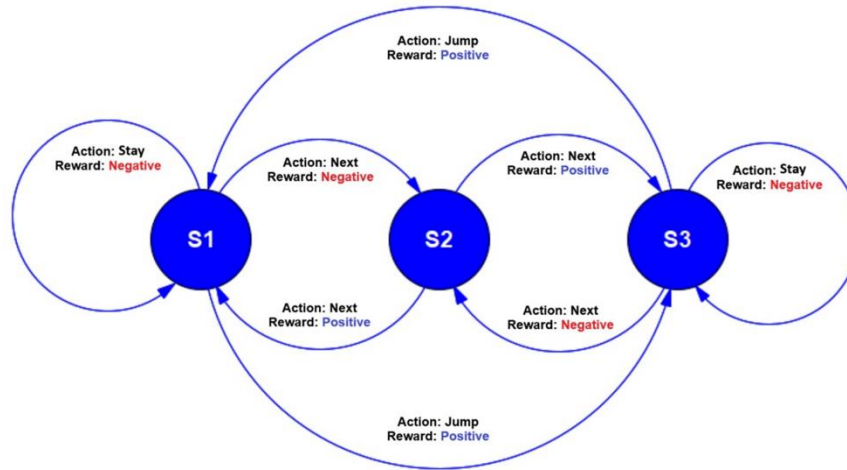 Action: Jump
Reward: Positive
Action: Stay
Reward: Negative
Action: Next
Reward: Negative
Action: Next
Reward: Positive
Action: Stay
Reward: Negative
S1
S2
S3
Action: Next
Reward: Positive
Action: Next
Reward: Negative
Action: Jump
Reward: Positive